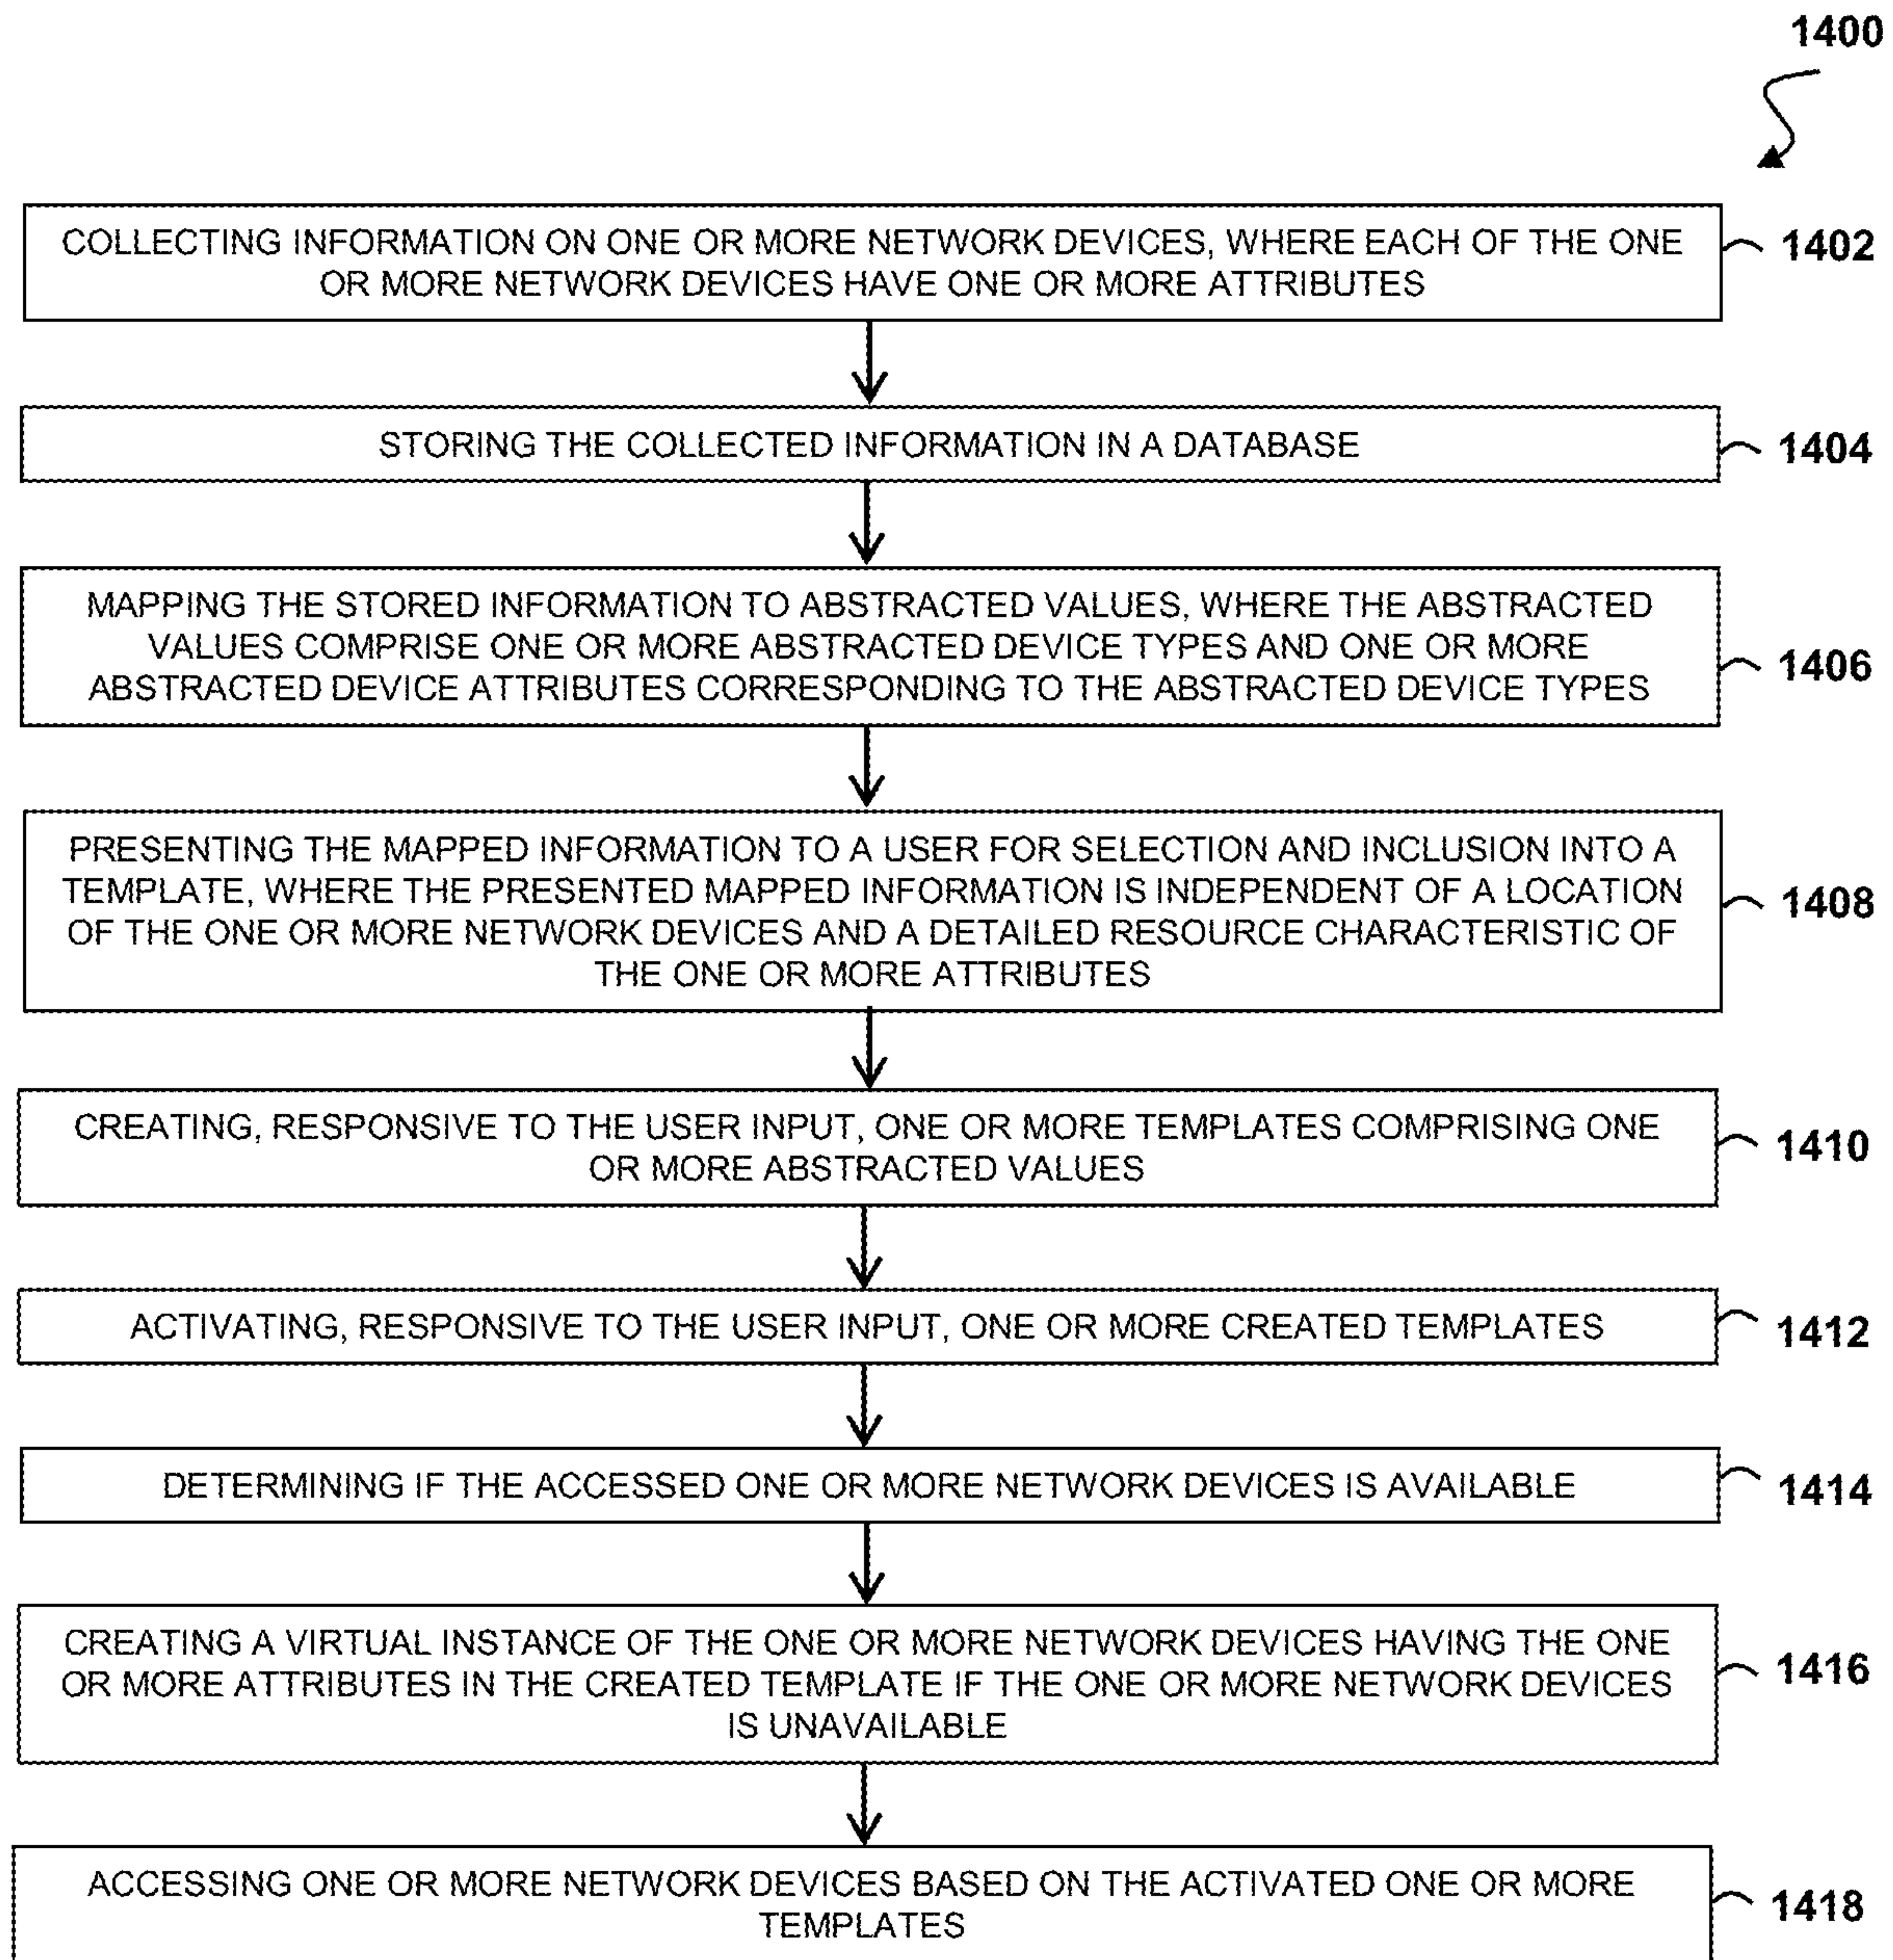 1400
COLLECTING INFORMATION ON ONE OR MORE NETWORK DEVICES, WHERE EACH OF THE ONE
OR MORE NETWORK DEVICES HAVE ONE OR MORE ATTRIBUTES
1402
STORING THE COLLECTED INFORMATION IN A DATABASE
1404
MAPPING THE STORED INFORMATION TO ABSTRACTED VALUES, WHERE THE ABSTRACTED
VALUES COMPRISE ONE OR MORE ABSTRACTED DEVICE TYPES AND ONE OR MORE
ABSTRACTED DEVICE ATTRIBUTES CORRESPONDING TO THE ABSTRACTED DEVICE TYPES
1406
PRESENTING THE MAPPED INFORMATION TO A USER FOR SELECTION AND INCLUSION INTO A
TEMPLATE, WHERE THE PRESENTED MAPPED INFORMATION IS INDEPENDENT OF A LOCATION
OF THE ONE OR MORE NETWORK DEVICES AND A DETAILED RESOURCE CHARACTERISTIC OF
THE ONE OR MORE ATTRIBUTES
1408
CREATING, RESPONSIVE TO THE USER INPUT, ONE OR MORE TEMPLATES COMPRISING ONE
OR MORE ABSTRACTED VALUES
1410
ACTIVATING, RESPONSIVE TO THE USER INPUT, ONE OR MORE CREATED TEMPLATES
1412
DETERMINING IF THE ACCESSED ONE OR MORE NETWORK DEVICES IS AVAILABLE
1414
CREATING A VIRTUAL INSTANCE OF THE ONE OR MORE NETWORK DEVICES HAVING THE ONE
OR MORE ATTRIBUTES IN THE CREATED TEMPLATE IF THE ONE OR MORE NETWORK DEVICES
IS UNAVAILABLE
1416
ACCESSING ONE OR MORE NETWORK DEVICES BASED ON THE ACTIVATED ONE OR MORE
TEMPLATES
1418